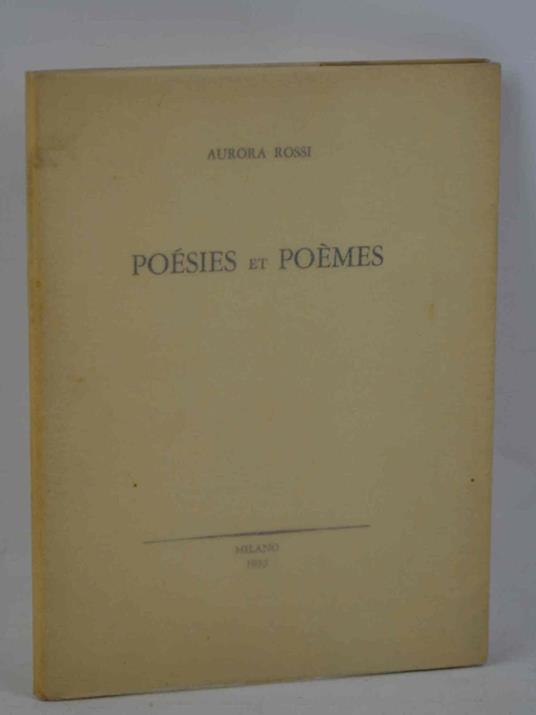 AURORA ROSSI
POÉSIES ET POÈMES
MILANO